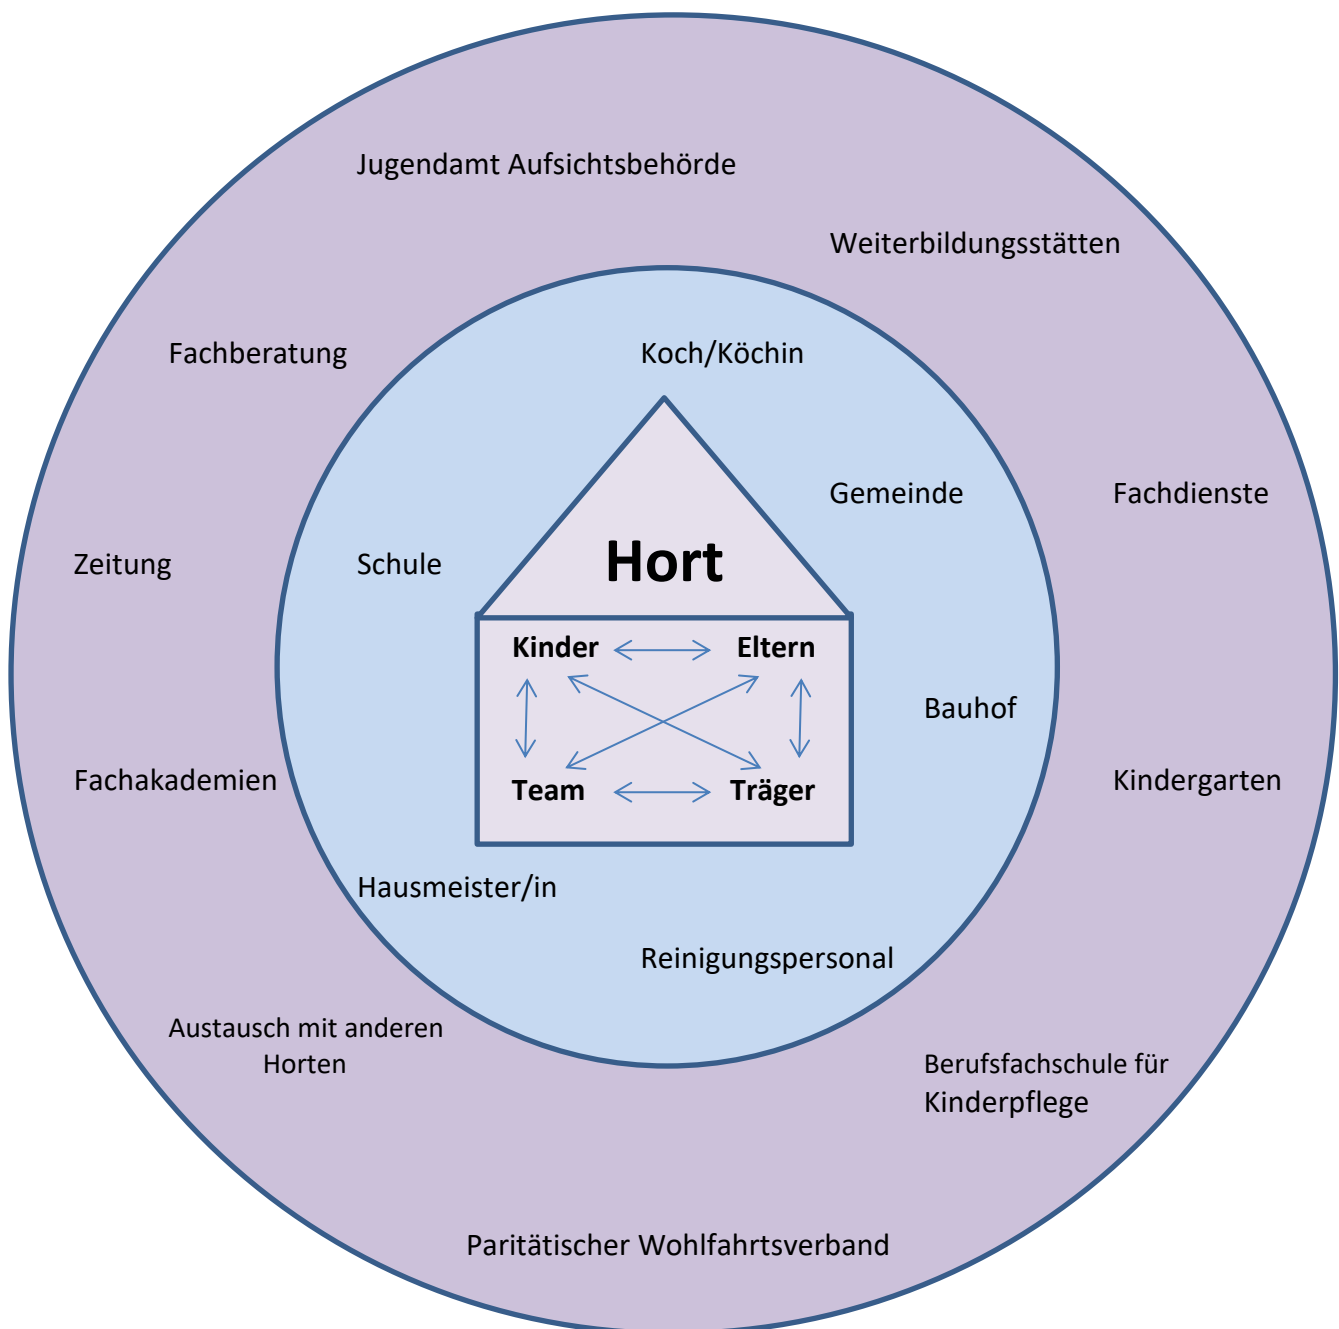 Jugendamt Aufsichtsbehörde
Weiterbildungsstätten
Fachberatung
Koch/Köchin
Gemeinde
Fachdienste
Zeitung
Schule
Hort
Kinder
Eltern
Bauhof
Fachakademien
Team
Träger
Kindergarten
Hausmeister/in
Reinigungspersonal
Austausch mit anderen
Horten
Berufsfachschule für
Kinderpflege
Paritätischer Wohlfahrtsverband